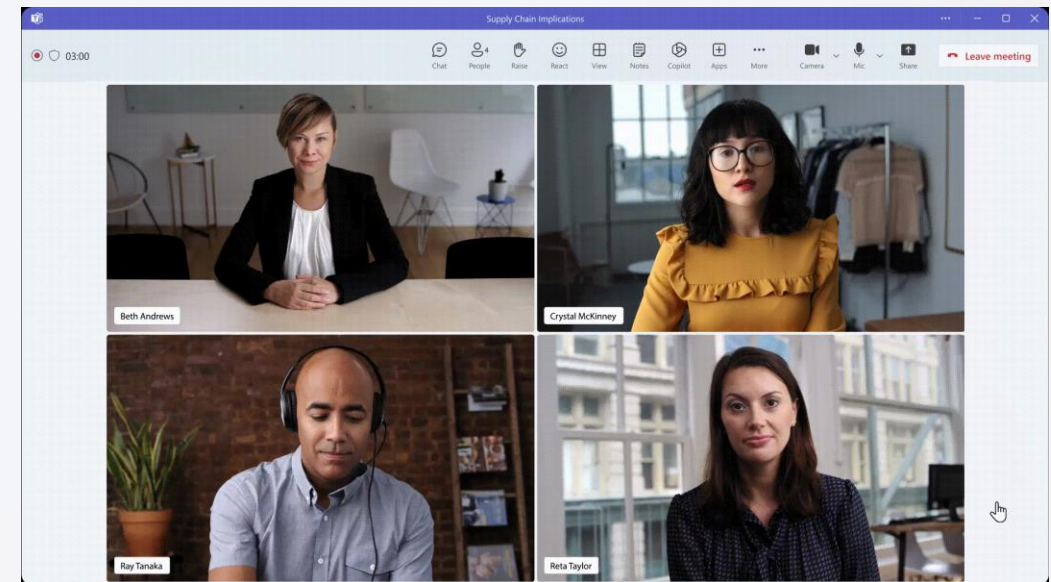 Supply Chain Implications
03:00
Chat
4
People
Raise
React
View
Notes
Copilot
Apps
More
Camera
Mic
Share
Leave meeting
Beth Andrews
Crystal McKinney
Ray Tanaka
Reta Taylor